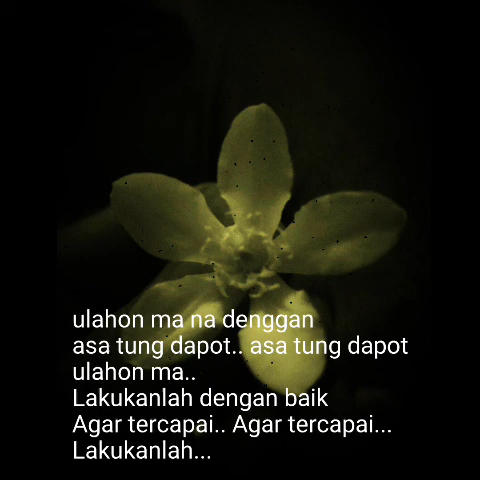 ulahon ma na denggan
asa tung dapot.. asa tung dapot
ulahon ma..
Lakukanlah dengan baik
Agar tercapai.. Agar tercapai...
Lakukanlah...